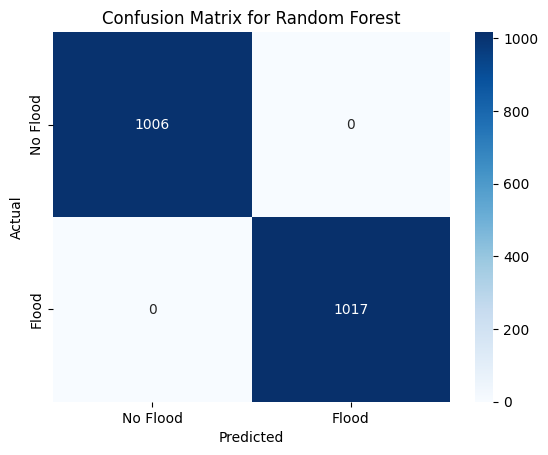 Confusion Matrix for Random Forest
No Flood
Flood
Actual
1006
0
0
1017
No Flood
Flood
Predicted
1000
800
600
400
200
0